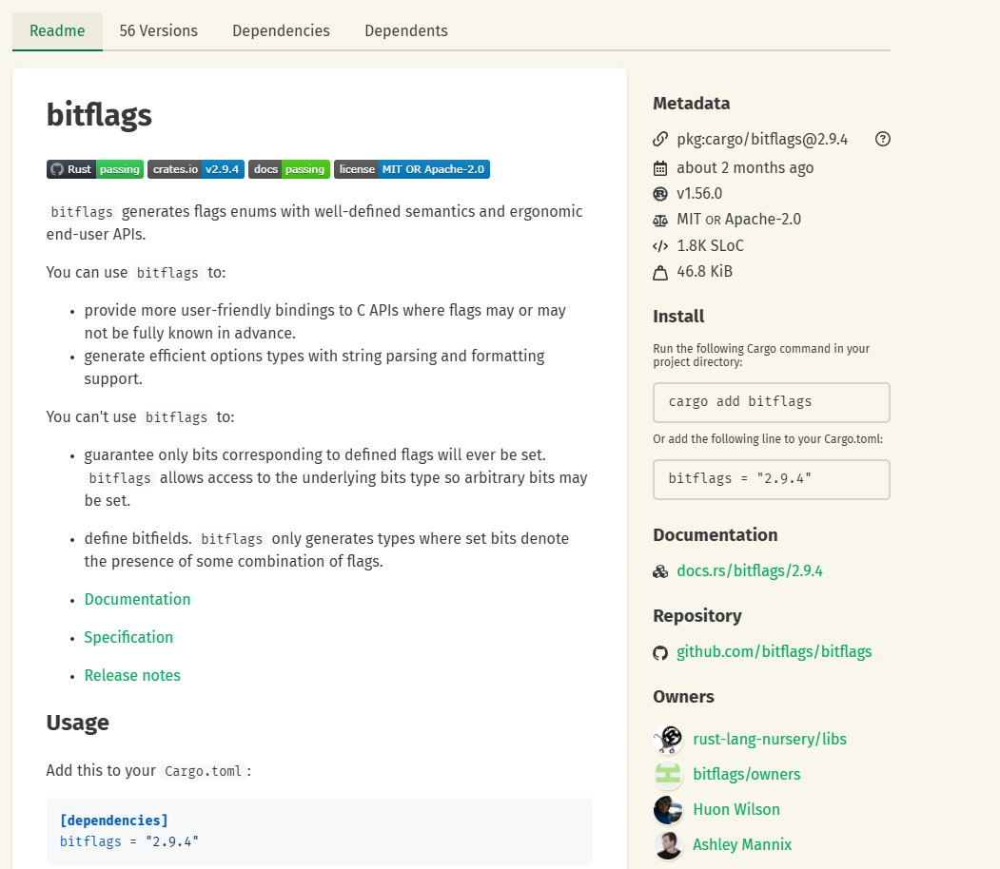 Readme 56 Versions Dependencies Dependents
bitflags
Rust passing crates.io v2.9.4 docs passing license MIT OR Apache-2.0
bitflags generates flags enums with well-defined semantics and ergonomic
end-user APIs.
You can use bitflags to:
• provide more user-friendly bindings to C APIs where flags may or may
not be fully known in advance.
• generate efficient options types with string parsing and formatting
support.
You can't use bitflags to:
• guarantee only bits corresponding to defined flags will ever be set.
bitflags allows access to the underlying bits type so arbitrary bits may
be set.
• define bitfields. bitflags only generates types where set bits denote
the presence of some combination of flags.
• Documentation
• Specification
• Release notes
Usage
Add this to your Cargo.toml :
[dependencies]
bitflags = "2.9.4"
Metadata
pkg:cargo/bitflags@2.9.4
about 2 months ago
v1.56.0
MIT OR Apache-2.0
1.8K SLoC
46.8 KiB
Install
Run the following Cargo command in your
project directory:
cargo add bitflags
Or add the following line to your Cargo.toml:
bitflags = "2.9.4"
Documentation
docs.rs/bitflags/2.9.4
Repository
github.com/bitflags/bitflags
Owners
rust-lang-nursery/libs
bitflags/owners
Huon Wilson
Ashley Mannix